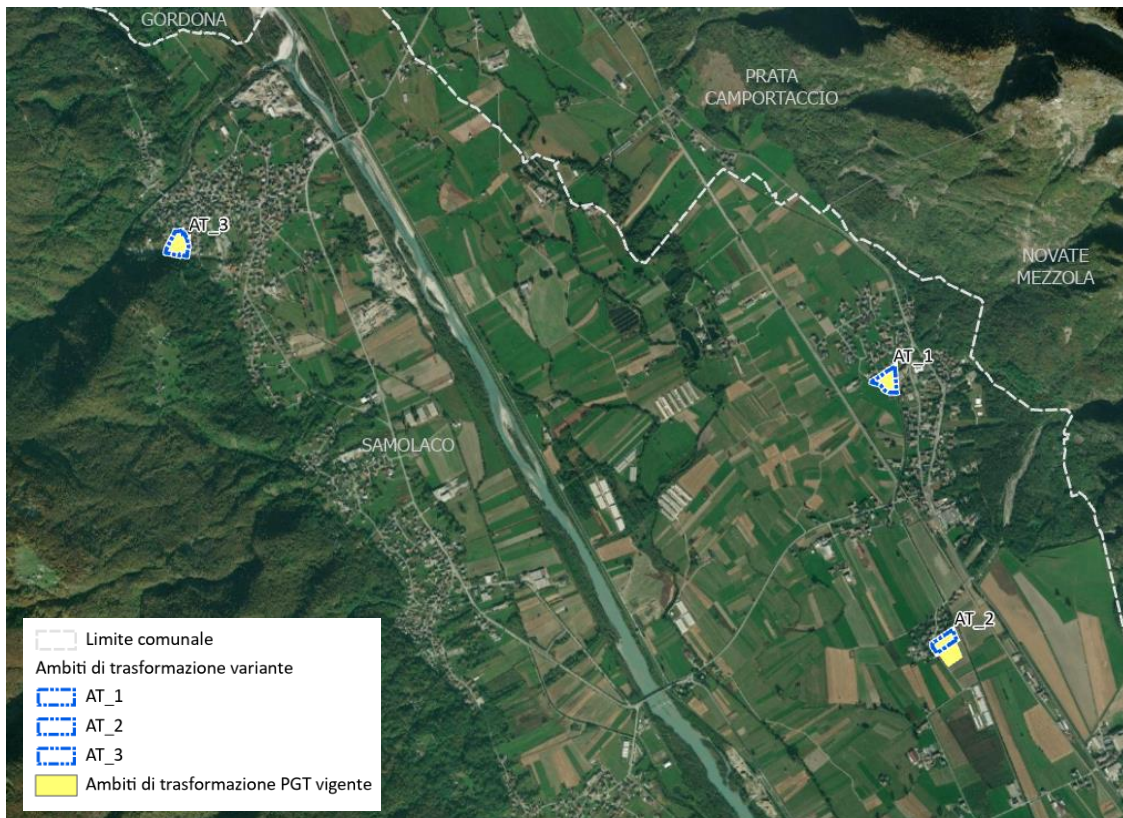 GORDONA
PRATA
CAMPORTACCIO
AT_3
NOVATE
MEZZOLA
AT_1
SAMOLACO
AT_2
Limite comunale
Ambiti di trasformazione variante
AT_1
AT_2
AT_3
Ambiti di trasformazione PGT vigente